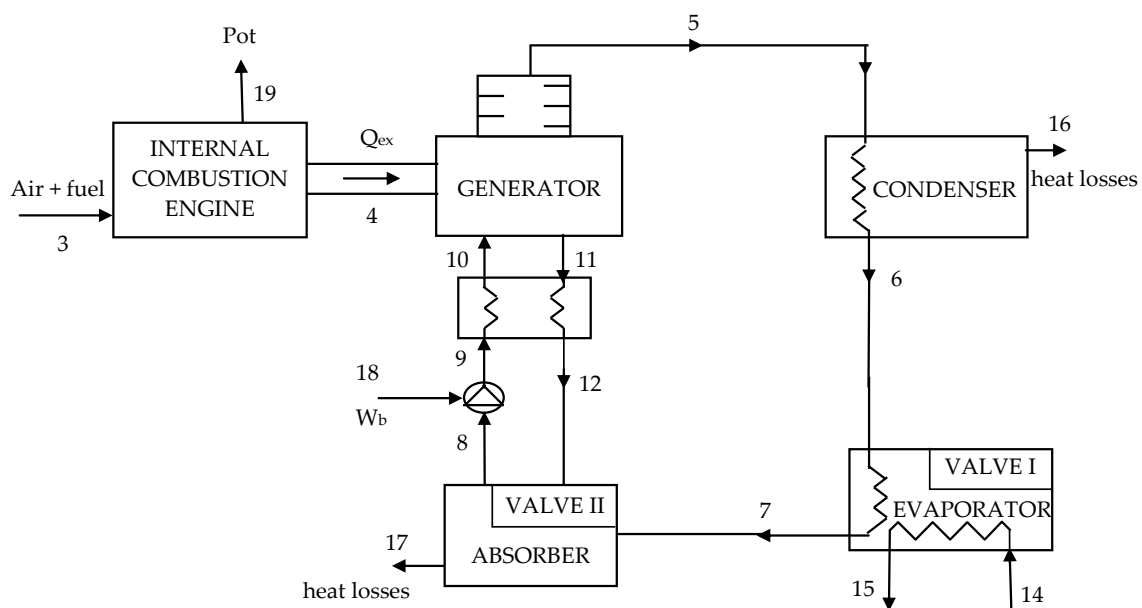 5
Pot
19
16
INTERNAL
COMBUSTION
ENGINE
Qex
GENERATOR
CONDENSER
heat losses
Air + fuel
3
4
10
11
6
9
18
12
Wb
8
VALVE I
VALVE II
7
EVAPORATOR
17
ABSORBER
heat losses
15
14